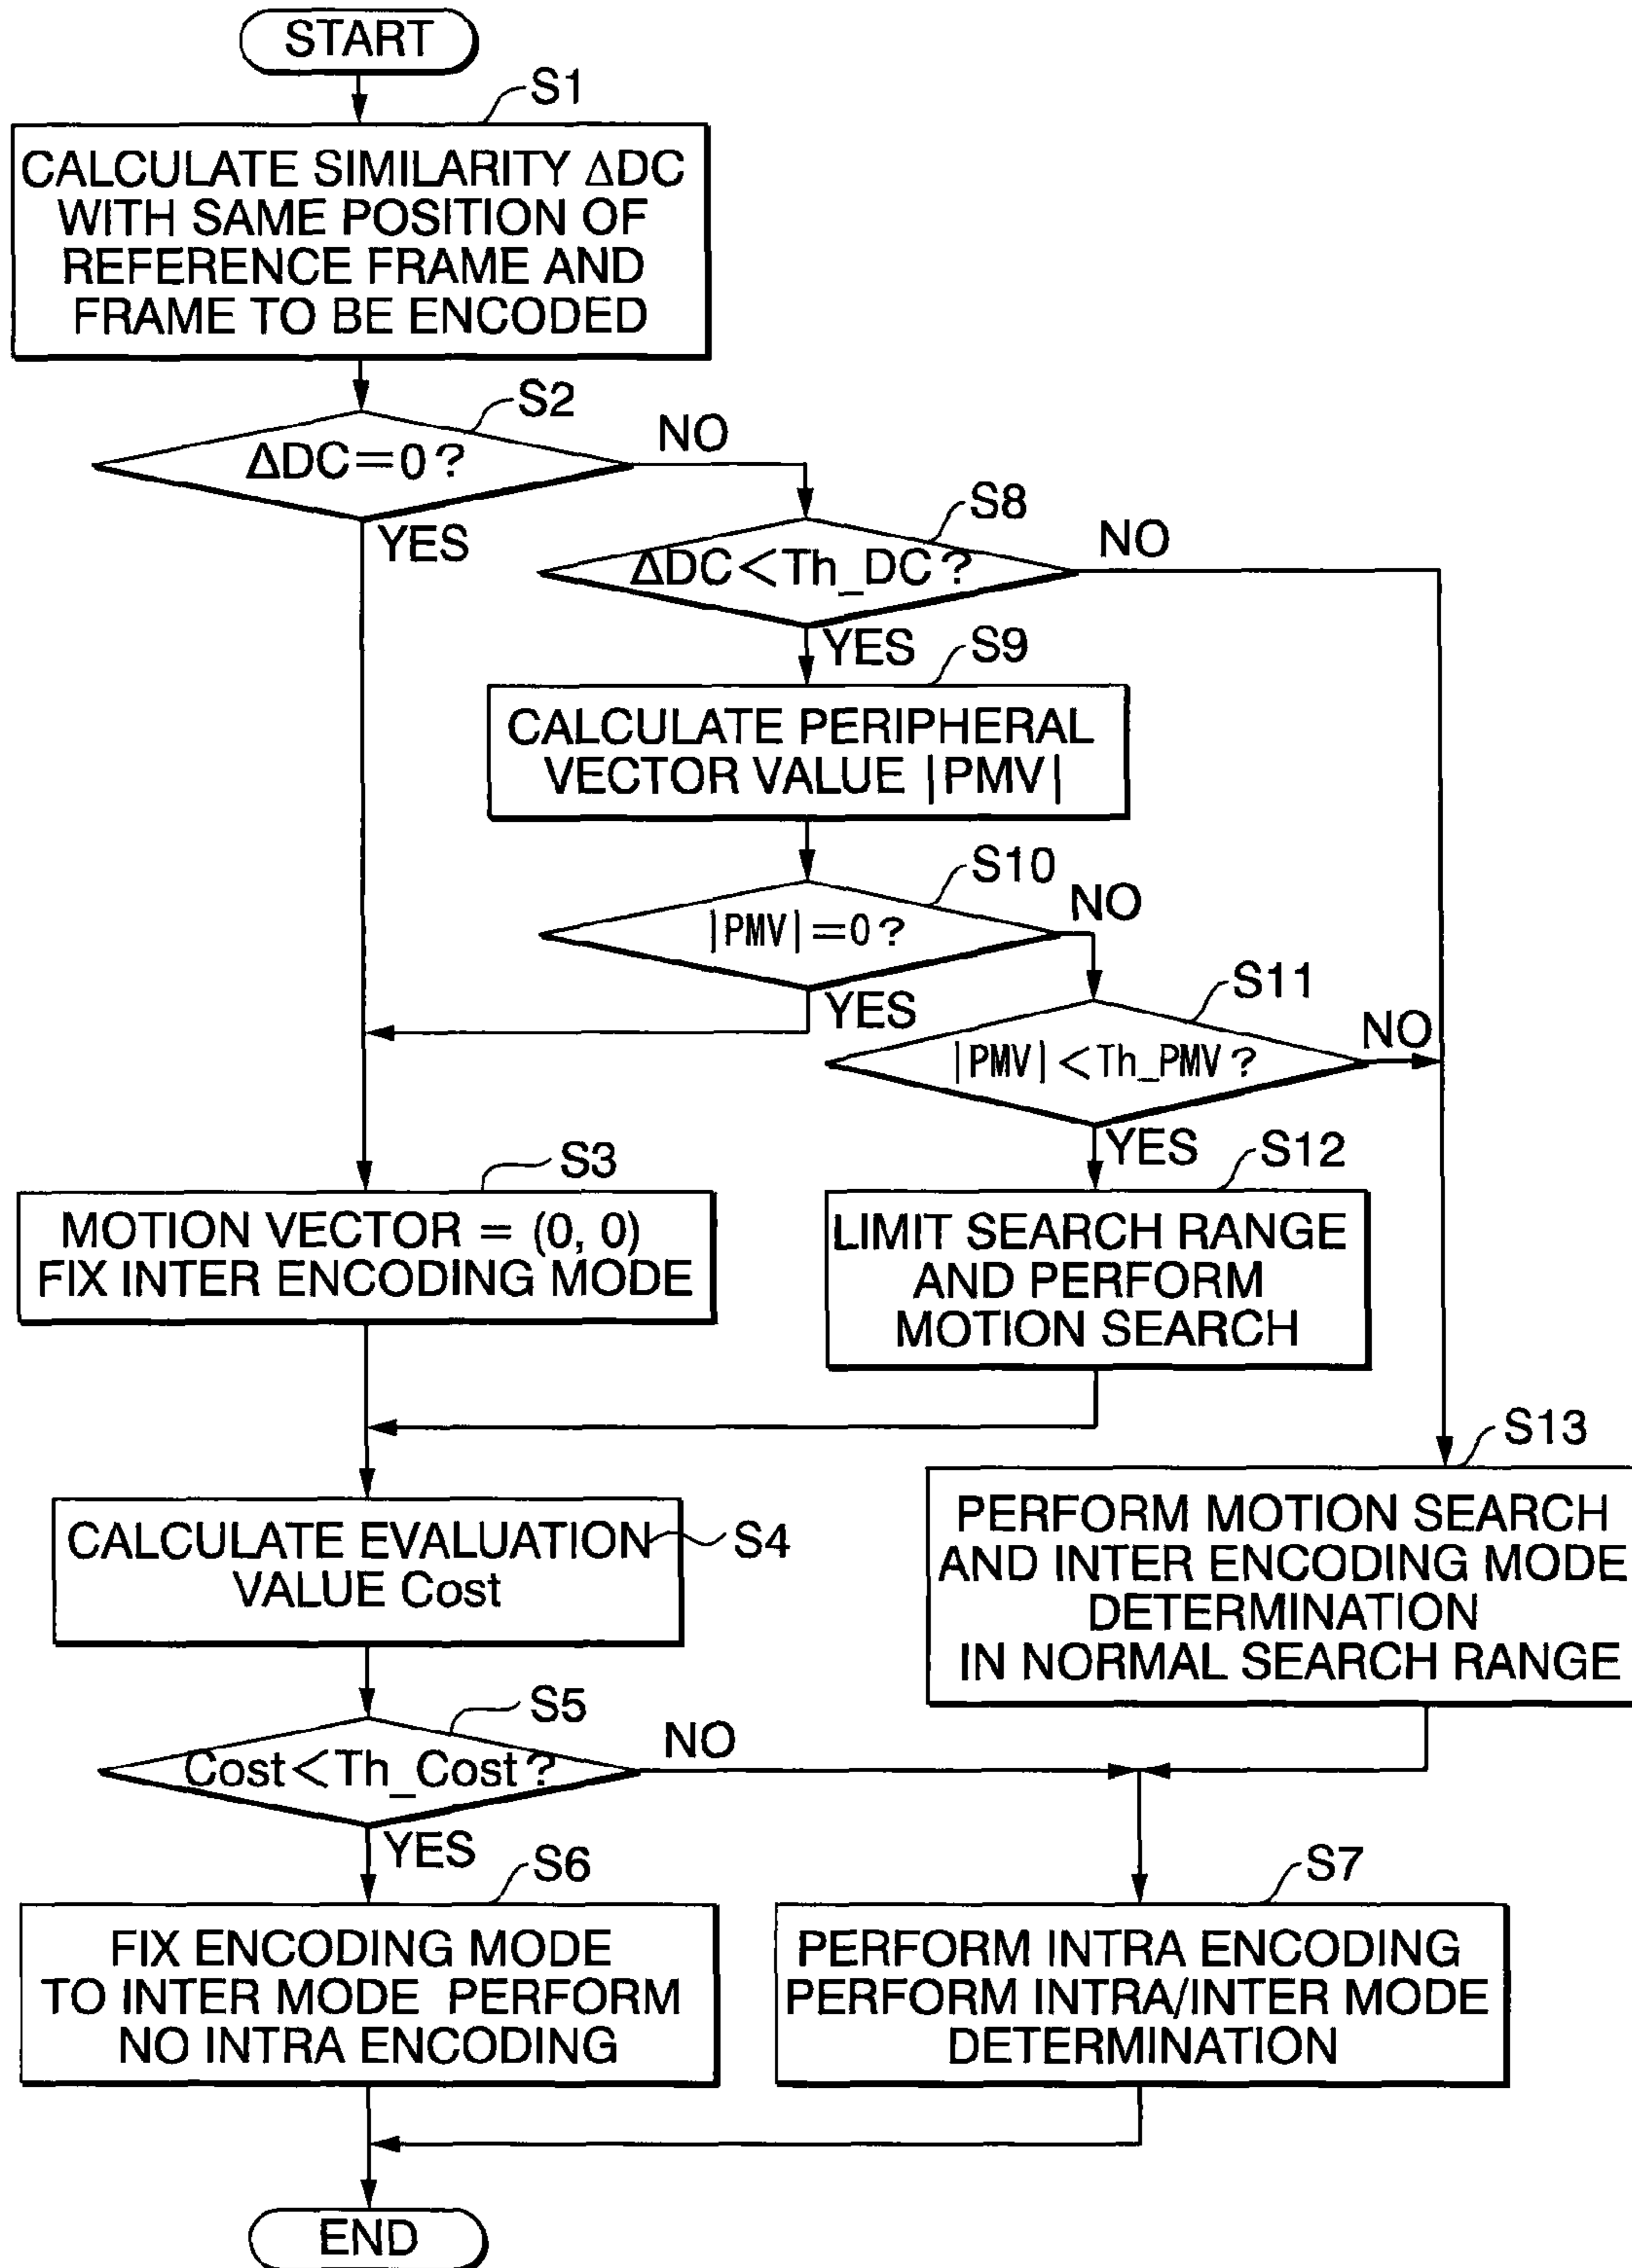 START
S1
CALCULATE SIMILARITY ΔDC
WITH SAME POSITION OF
REFERENCE FRAME AND
FRAME TO BE ENCODED
S2
ΔDC=0?
NO
YES
S8
ΔDC<Th_DC?
NO
YES
S9
CALCULATE PERIPHERAL
VECTOR VALUE |PMV|
S10
|PMV|=0?
NO
YES
S11
|PMV|<Th_PMV?
NO
YES
S3
MOTION VECTOR = (0, 0)
FIX INTER ENCODING MODE
S12
LIMIT SEARCH RANGE
AND PERFORM
MOTION SEARCH
S13
PERFORM MOTION SEARCH
AND INTER ENCODING MODE
DETERMINATION
IN NORMAL SEARCH RANGE
CALCULATE EVALUATION
VALUE Cost
S4
S5
Cost<Th_Cost?
NO
YES
S6
FIX ENCODING MODE
TO INTER MODE PERFORM
NO INTRA ENCODING
S7
PERFORM INTRA ENCODING
PERFORM INTRA/INTER MODE
DETERMINATION
END